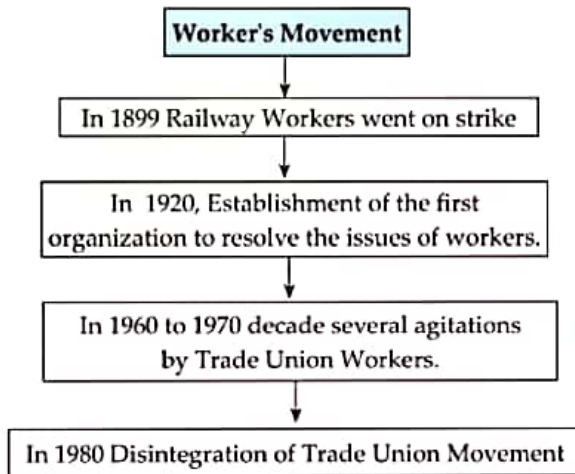 Worker's Movement
In 1899 Railway Workers went on strike
In 1920, Establishment of the first
organization to resolve the issues of workers.
In 1960 to 1970 decade several agitations
by Trade Union Workers.
In 1980 Disintegration of Trade Union Movement